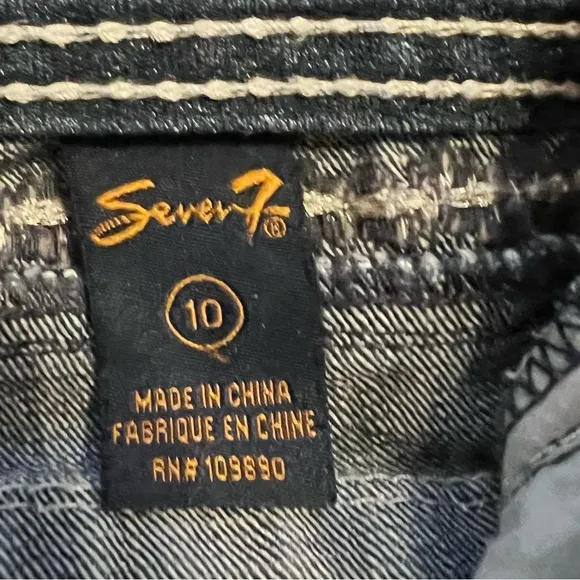 Seven7®
10
MADE IN CHINA
FABRIQUE EN CHINE
RN# 109890